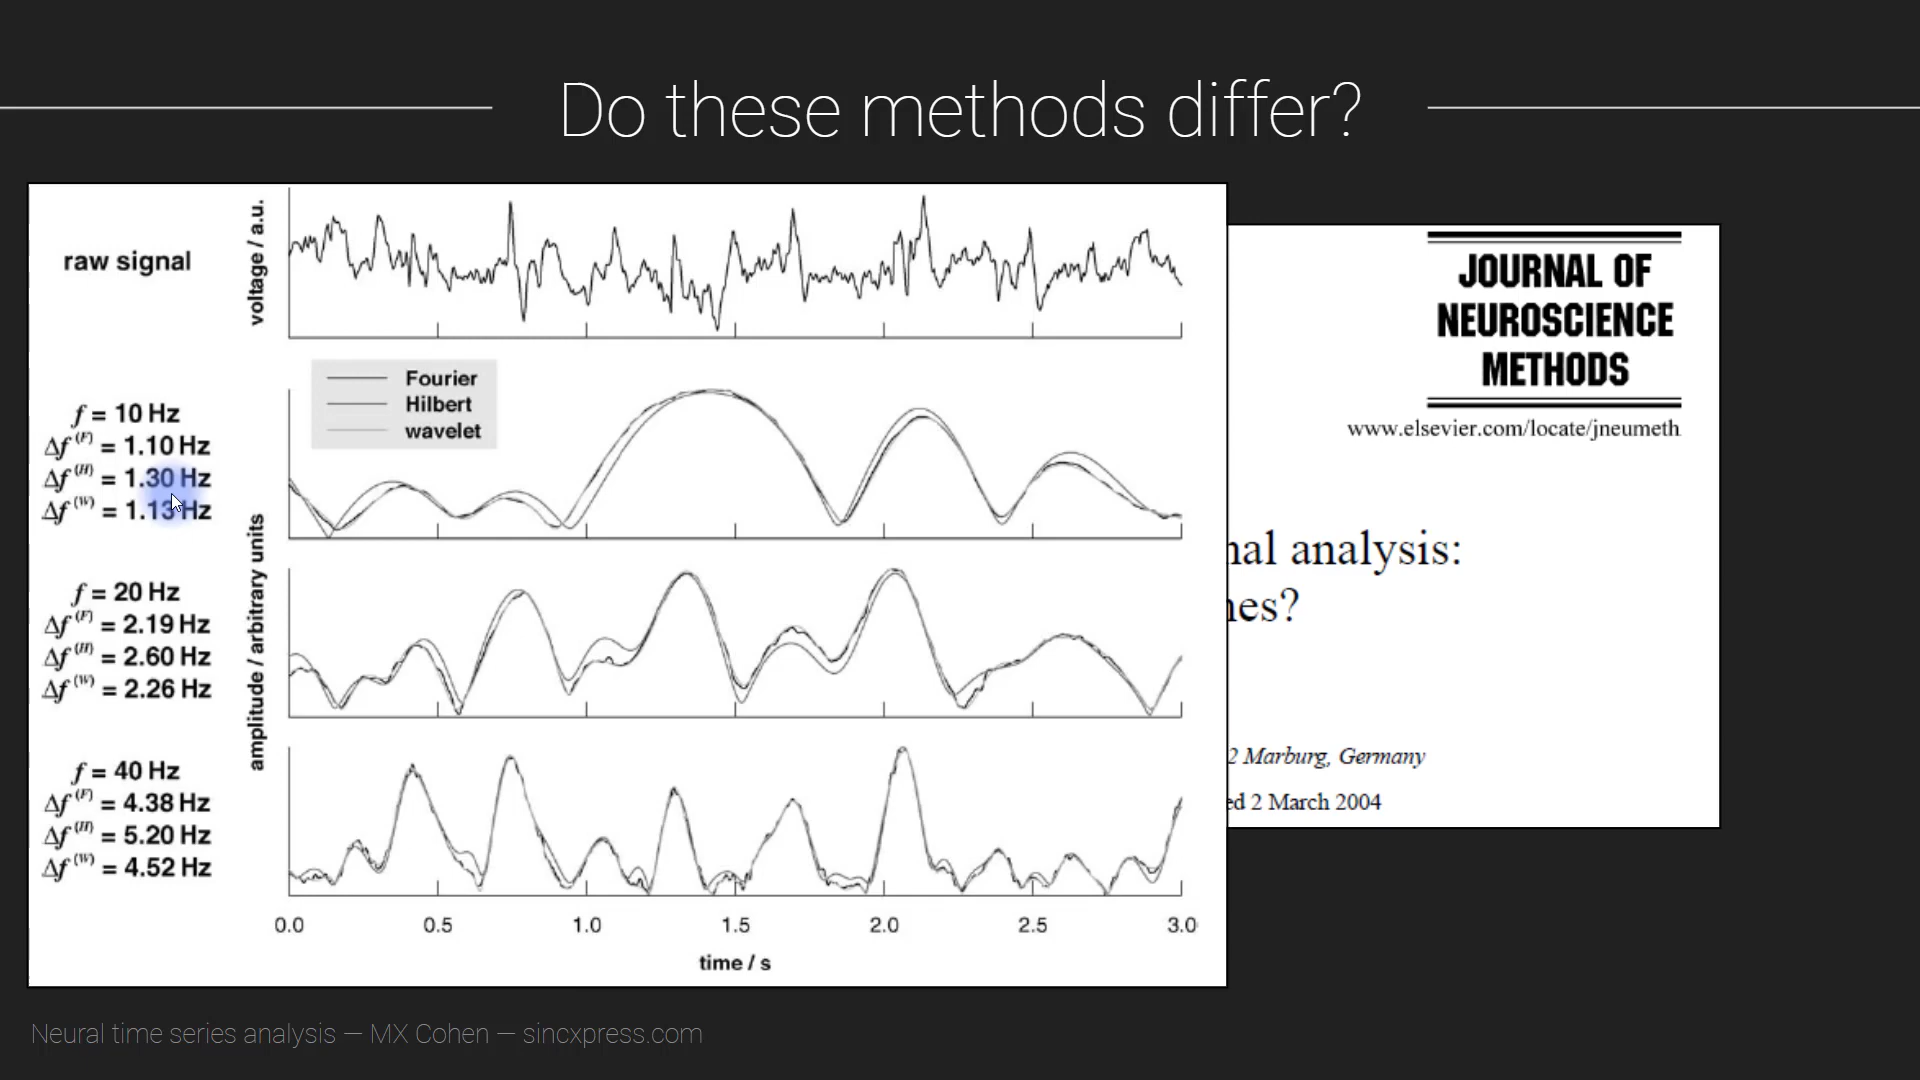 Do these methods differ?
raw signal
voltage / a.u.
Fourier
Hilbert
wavelet
f = 10 Hz
Δf (F) = 1.10 Hz
Δf (H) = 1.30 Hz
Δf (W) = 1.13 Hz
f = 20 Hz
Δf (F) = 2.19 Hz
Δf (H) = 2.60 Hz
Δf (W) = 2.26 Hz
f = 40 Hz
Δf (F) = 4.38 Hz
Δf (H) = 5.20 Hz
Δf (W) = 4.52 Hz
amplitude / arbitrary units
0.0 0.5 1.0 1.5 2.0 2.5 3.0
time / s
JOURNAL OF
NEUROSCIENCE
METHODS
www.elsevier.com/locate/jneumeth
nal analysis:
nes?
2 Marburg, Germany
ed 2 March 2004
Neural time series analysis — MX Cohen — sincxpress.com